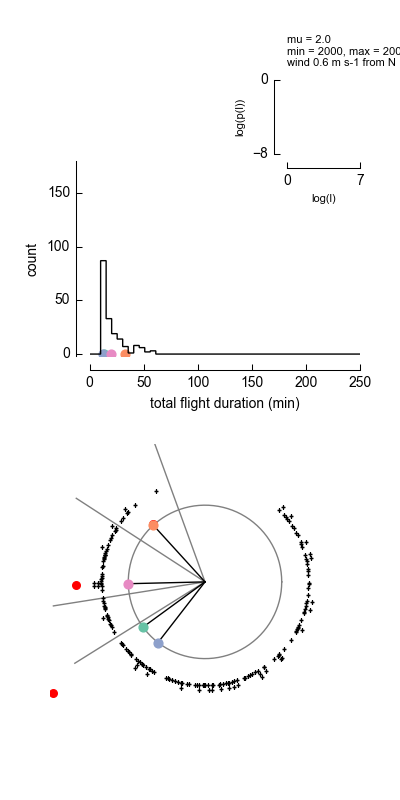 mu = 2.0
min = 2000, max = 200
wind 0.6 m s-1 from N
0
log(p(l))
−8
0
7
log(l)
150
count
100
50
0
0
50
100
150
200
250
total flight duration (min)